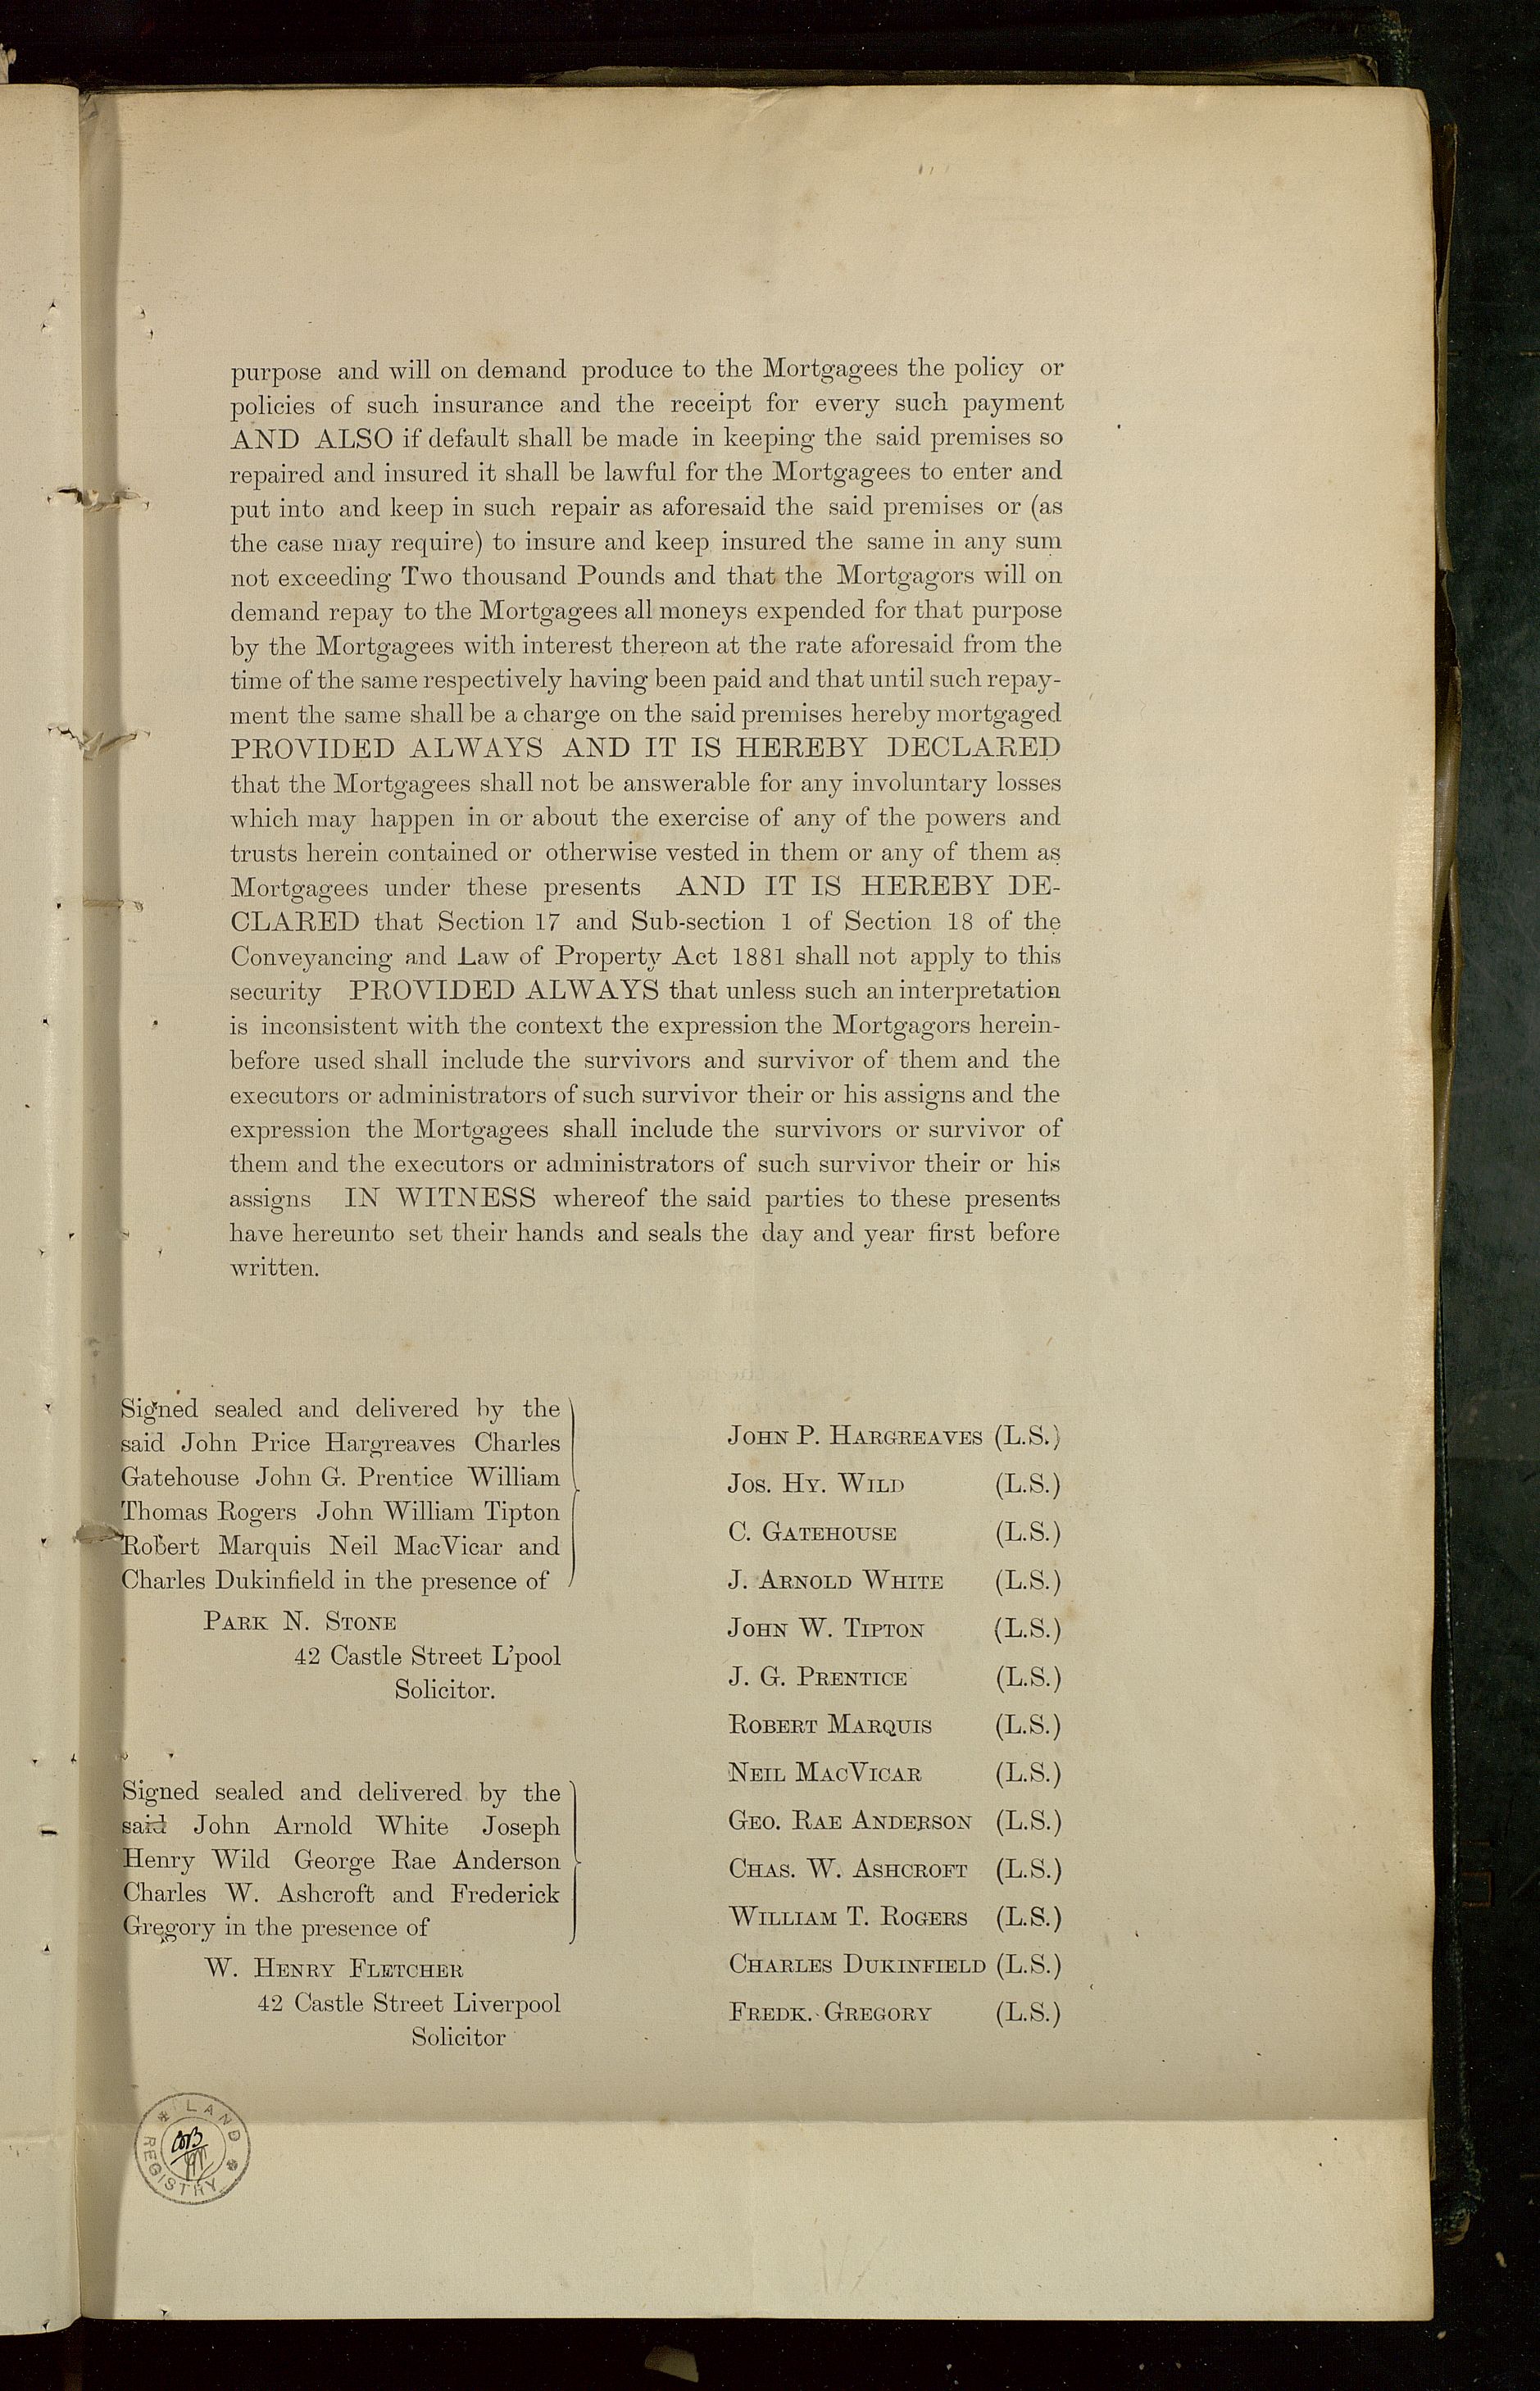 purpose and will on demand produce to the Mortgagees the policy or
policies of such insurance and the receipt for every such payment
AND ALSO if default shall be made in keeping the said premises so
repaired and insured it shall be lawful for the Mortgagees to enter and
put into and keep in such repair as aforesaid the said premises or (as
the case may require) to insure and keep insured the same in any sum
not exceeding Two thousand Pounds and that the Mortgagors will on
demand repay to the Mortgagees all moneys expended for that purpose
by the Mortgagees with interest thereon at the rate aforesaid from the
time of the same respectively having been paid and that until such repay-
ment the same shall be a charge on the said premises hereby mortgaged
PROVIDED ALWAYS AND IT IS HEREBY DECLARED
that the Mortgagees shall not be answerable for any involuntary losses
which may happen in or about the exercise of any of the powers and
trusts herein contained or otherwise vested in them or any of them as
Mortgagees under these presents AND IT IS HEREBY DE-
CLARED that Section 17 and Sub-section 1 of Section 18 of the
Conveyancing and Law of Property Act 1881 shall not apply to this
security PROVIDED ALWAYS that unless such an interpretation
is inconsistent with the context the expression the Mortgagors herein-
before used shall include the survivors and survivor of them and the
executors or administrators of such survivor their or his assigns and the
expression the Mortgagees shall include the survivors or survivor of
them and the executors or administrators of such survivor their or his
assigns IN WITNESS whereof the said parties to these presents
have hereunto set their hands and seals the day and year first before
written.
Signed sealed and delivered by the
said John Price Hargreaves Charles
Gatehouse John G. Prentice William
Thomas Rogers John William Tipton
Robert Marquis Neil MacVicar and
Charles Dukinfield in the presence of
PARK N. STONE
42 Castle Street L'pool
Solicitor.
Signed sealed and delivered by the
said John Arnold White Joseph
Henry Wild George Rae Anderson
Charles W. Ashcroft and Frederick
Gregory in the presence of
W. HENRY FLETCHER
42 Castle Street Liverpool
Solicitor
JOHN P. HARGREAVES (L.S.)
JOS. HY. WILD (L.S.)
C. GATEHOUSE (L.S.)
J. ARNOLD WHITE (L.S.)
JOHN W. TIPTON (L.S.)
J. G. PRENTICE (L.S.)
ROBERT MARQUIS (L.S.)
NEIL MACVICAR (L.S.)
GEO. RAE ANDERSON (L.S.)
CHAS. W. ASHCROFT (L.S.)
WILLIAM T. ROGERS (L.S.)
CHARLES DUKINFIELD (L.S.)
FREDK. GREGORY (L.S.)
LAND
REGISTRY